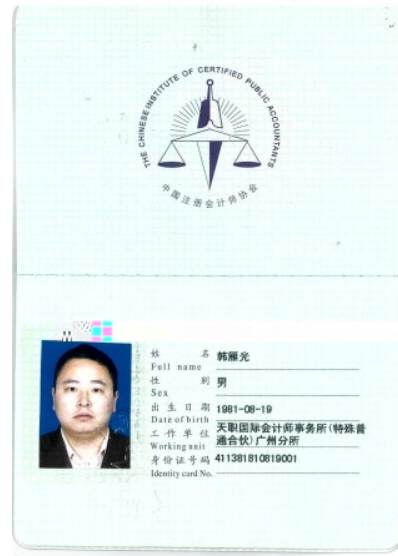 THE CHINESE INSTITUTE OF CERTIFIED PUBLIC ACCOUNTANTS
中国注册会计师协会
姓 名 韩雁光
Full name
性 别 男
Sex
出生日期 1981-08-19
Date of birth
工作单位 天职国际会计师事务所(特殊普
通合伙)广州分所
Working unit
身份证号码 411381810819001
Identity card No.